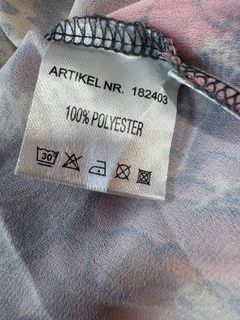 ARTIKEL NR. 182403
100% POLYESTER
30°